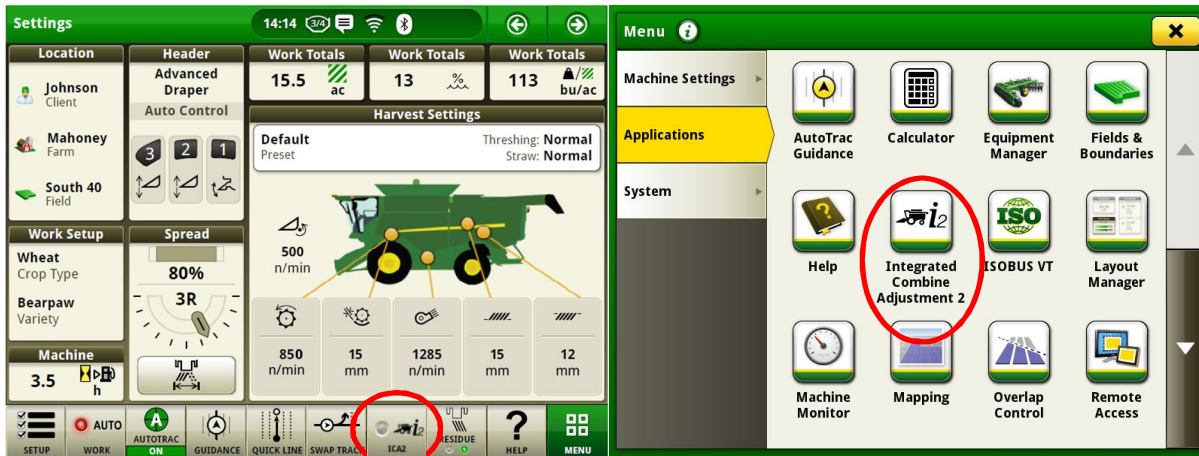 Settings
14:14
3/4
Location
Johnson
Client
Mahoney
Farm
South 40
Field
Header
Advanced
Draper
Auto Control
3 2 1
Work Totals
15.5 ac
Work Totals
13 %
Work Totals
113 bu/ac
Harvest Settings
Default
Preset
Threshing: Normal
Straw: Normal
500
n/min
850
n/min
15
mm
1285
n/min
15
mm
12
mm
Work Setup
Wheat
Crop Type
Bearpaw
Variety
Spread
80%
3R
Machine
3.5 h
SETUP
AUTO
WORK
A
AUTOTRAC
ON
GUIDANCE
QUICK LINE
SWAP TRACK
i2
ICA2
RESIDUE
?
HELP
MENU
Menu i
Machine Settings
Applications
System
AutoTrac
Guidance
Calculator
Equipment
Manager
Fields &
Boundaries
?
Help
i2
Integrated
Combine
Adjustment 2
ISO
ISOBUS VT
Layout
Manager
Machine
Monitor
Mapping
Overlap
Control
Remote
Access